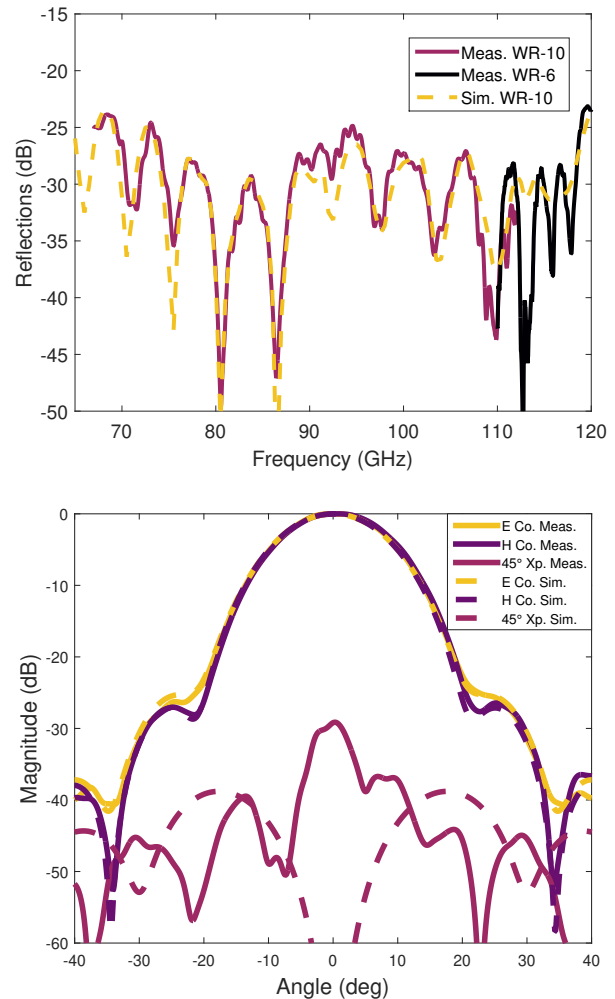 -15
-20
-25
-30
-35
-40
-45
-50
Reflections (dB)
Meas. WR-10
Meas. WR-6
Sim. WR-10
70 80 90 100 110 120
Frequency (GHz)
0
-10
-20
-30
-40
-50
-60
Magnitude (dB)
E Co. Meas.
H Co. Meas.
45° Xp. Meas.
E Co. Sim.
H Co. Sim.
45° Xp. Sim.
-40 -30 -20 -10 0 10 20 30 40
Angle (deg)